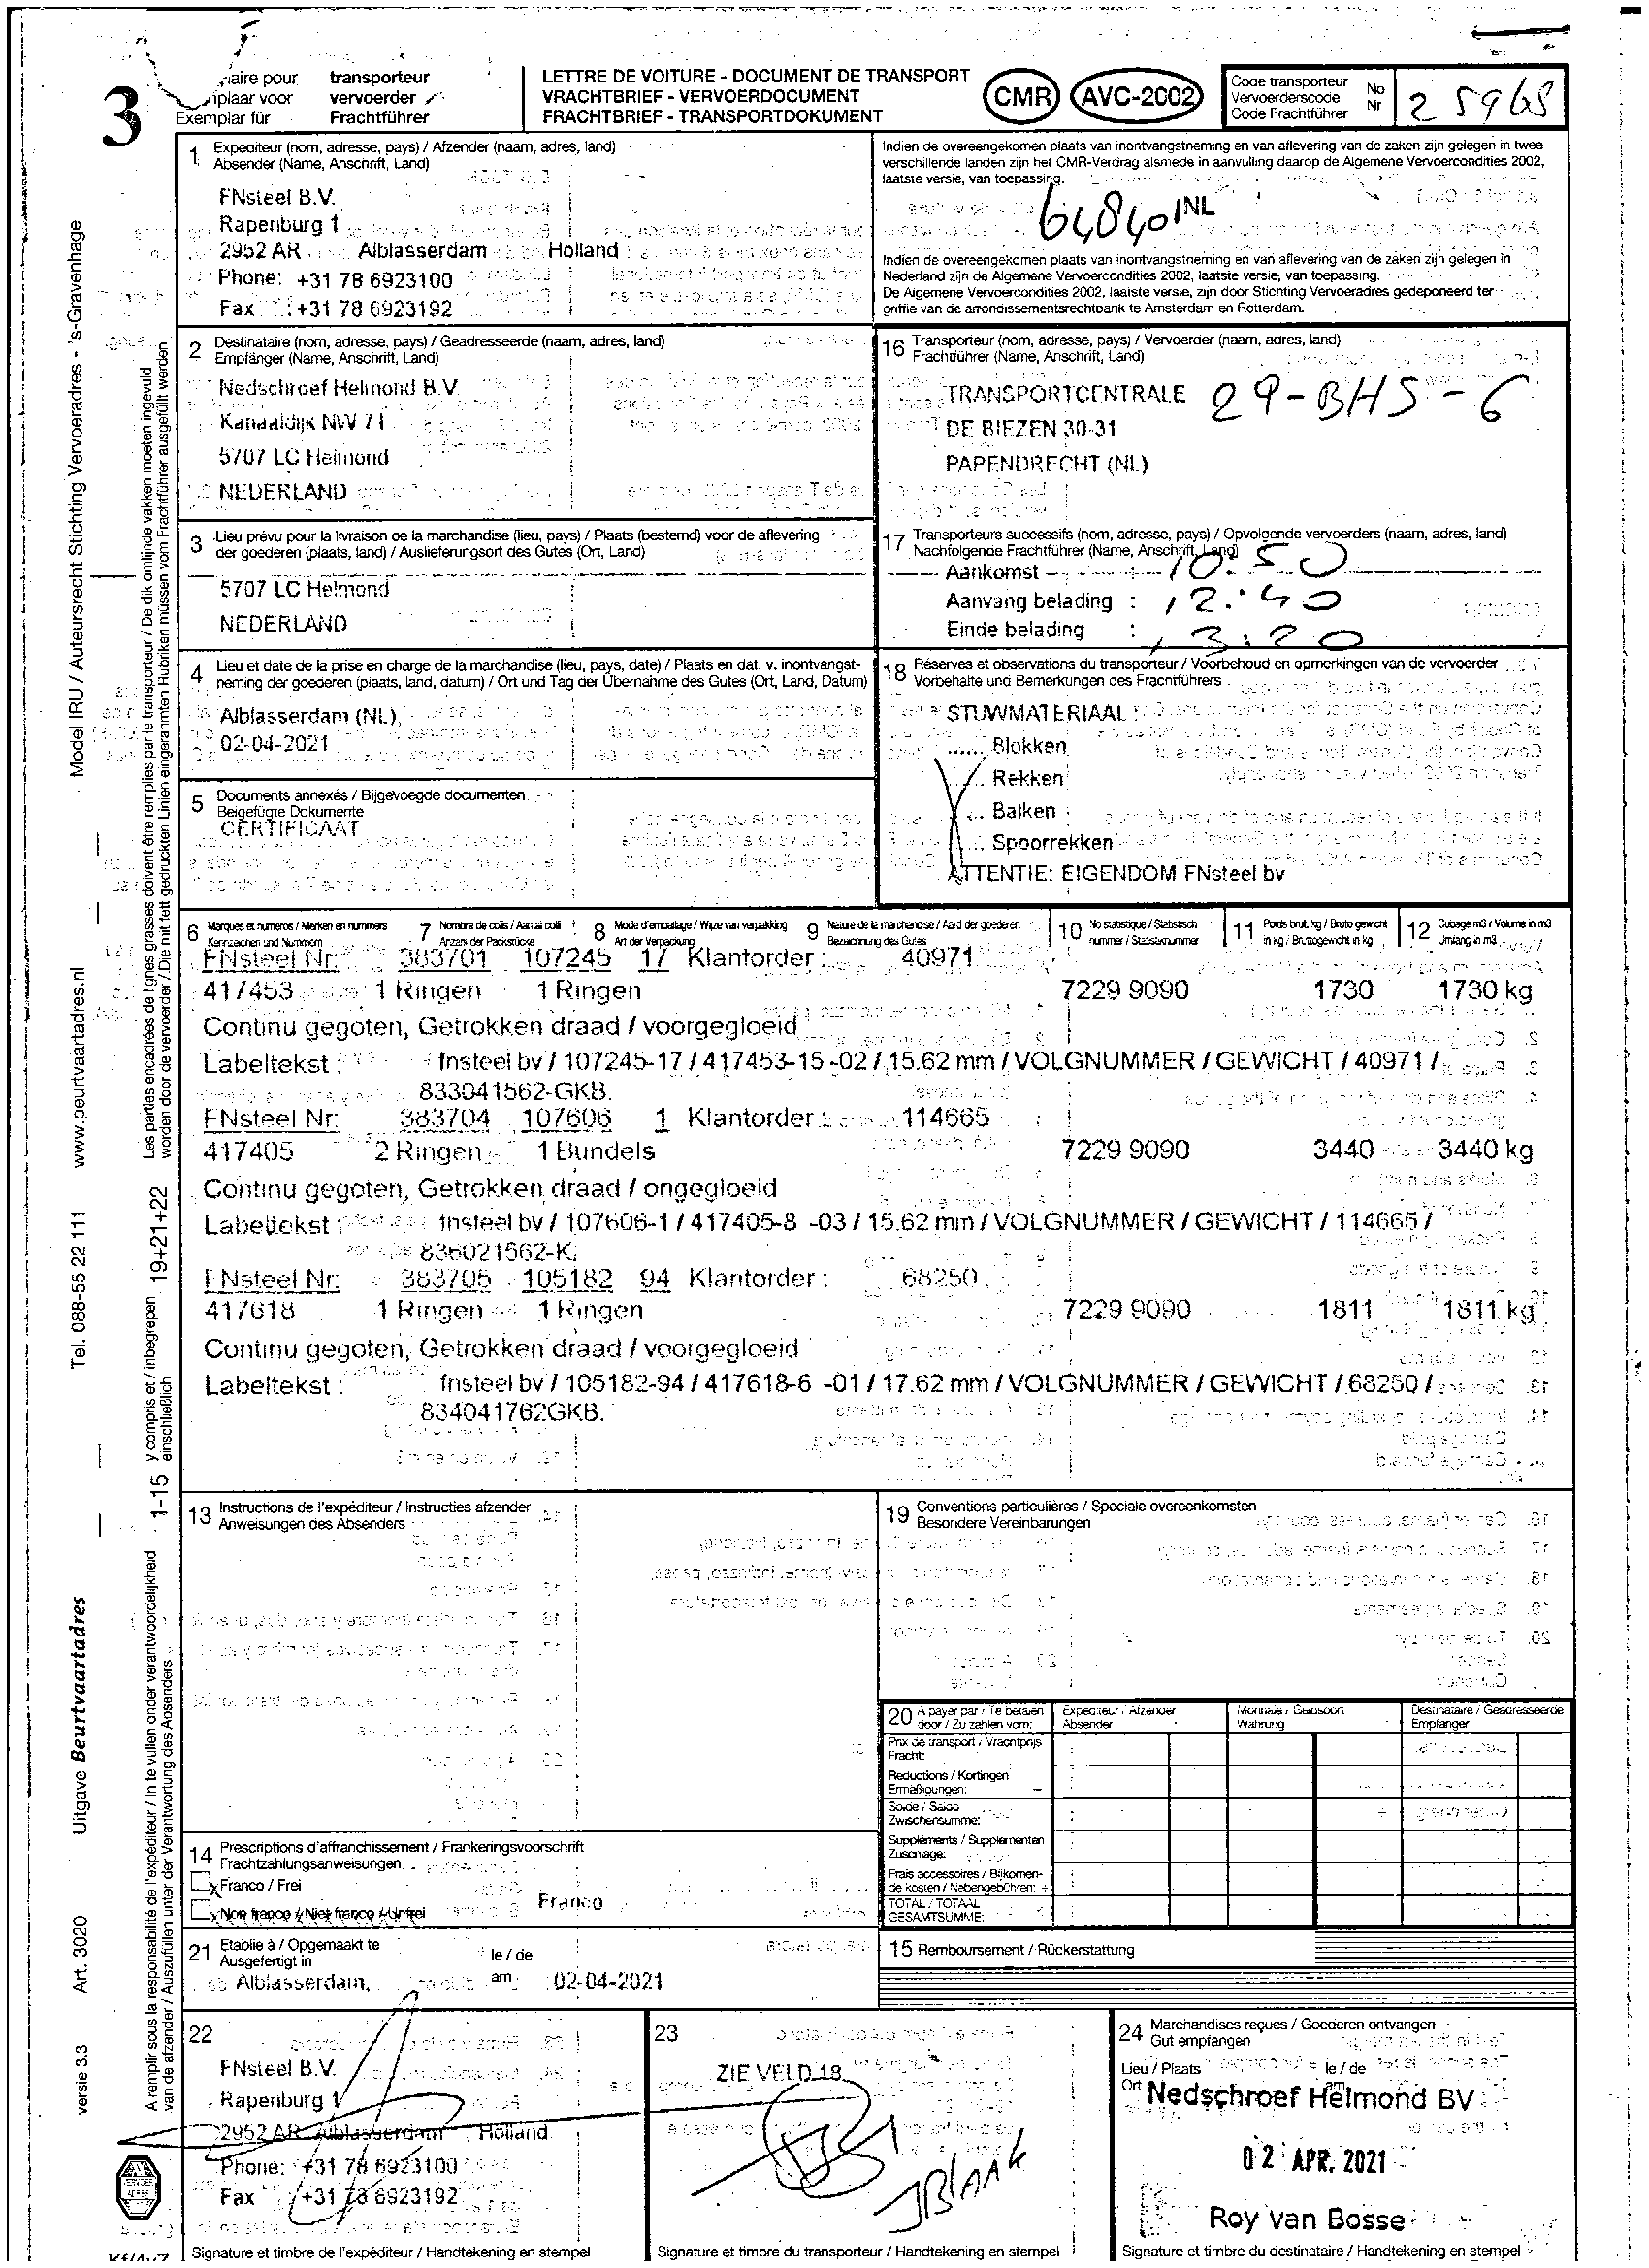 3
transporteur
vervoerder
Exemplar für Frachtführer
LETTRE DE VOITURE - DOCUMENT DE TRANSPORT
VRACHTBRIEF - VERVOERDOCUMENT
FRACHTBRIEF - TRANSPORTDOKUMENT
CMR AVC-2002
Code transporteur
Vervoerderscode
Code Frachtführer
No
Nr
25968
1 Expéditeur (nom, adresse, pays) / Afzender (naam, adres, land)
Absender (Name, Anschrift, Land)
FNsteel B.V.
Rapenburg 1
2952 AR Alblasserdam Holland
Phone: +31 78 6923100
Fax : +31 78 6923192
Indien de overeengekomen plaats van inontvangstneming en van aflevering van de zaken zijn gelegen in twee
verschillende landen zijn het CMR-Verdrag alsmede in aanvulling daarop de Algemene Vervoercondities 2002,
laatste versie, van toepassing.
64840 NL
Indien de overeengekomen plaats van inontvangstneming en van aflevering van de zaken zijn gelegen in
Nederland zijn de Algemene Vervoercondities 2002, laatste versie, van toepassing.
De Algemene Vervoercondities 2002, laatste versie, zijn door Stichting Vervoeradres gedeponeerd ter
griffie van de arrondissementsrechtbank te Amsterdam en Rotterdam.
2 Destinataire (nom, adresse, pays) / Geadresseerde (naam, adres, land)
Empfänger (Name, Anschrift, Land)
Nedschroef Helmond B.V.
Kanaaldijk NW 71
5707 LC Helmond
NEDERLAND
16 Transporteur (nom, adresse, pays) / Vervoerder (naam, adres, land)
Frachtführer (Name, Anschrift, Land)
TRANSPORTCENTRALE 29-BHS-6
DE BIEZEN 30-31
PAPENDRECHT (NL)
3 Lieu prévu pour la livraison de la marchandise (lieu, pays) / Plaats (bestemd) voor de aflevering
der goederen (plaats, land) / Auslieferungsort des Gutes (Ort, Land)
5707 LC Helmond
NEDERLAND
17 Transporteurs successifs (nom, adresse, pays) / Opvolgende vervoerders (naam, adres, land)
Nachfolgende Frachtführer (Name, Anschrift, Land)
Aankomst : 10.50
Aanvang belading : 12:40
Einde belading : 13:20
4 Lieu et date de la prise en charge de la marchandise (lieu, pays, date) / Plaats en dat. v. inontvangst-
neming der goederen (plaats, land, datum) / Ort und Tag der Übernahme des Gutes (Ort, Land, Datum)
Alblasserdam (NL),
02-04-2021
18 Réserves et observations du transporteur / Voorbehoud en opmerkingen van de vervoerder
Vorbehalte und Bemerkungen des Frachtführers
STUWMATERIAAL :
...... Blokken
Rekken
Balken
Spoorrekken
ATTENTIE: EIGENDOM FNsteel bv
5 Documents annexés / Bijgevoegde documenten
Beigefügte Dokumente
CERTIFICAAT
6 Marques et numeros / Merken en nummers
Kennzeichen und Nummern
7 Nombre de colis / Aantal colli
Anzahl der Packstücke
8 Mode d'emballage / Wijze van verpakking
Art der Verpackung
9 Nature de la marchandise / Aard der goederen
Bezeichnung des Gutes
10 No statistique / Statistisch
nummer / Statistiknummer
11 Poids brut, kg / Bruto gewicht
in kg / Bruttogewicht in kg
12 Cubage m3 / Volume in m3
Umfang in m3
FNsteel Nr: 383701 107245 17 Klantorder : 40971
417453 1 Ringen 1 Ringen 7229 9090 1730 1730 kg
Continu gegoten, Getrokken draad / voorgegloeid
Labeltekst : fnsteel bv / 107245-17 / 417453-15 -02 / 15.62 mm / VOLGNUMMER / GEWICHT / 40971 /
833041562-GKB.
FNsteel Nr: 383704 107606 1 Klantorder : 114665
417405 2 Ringen 1 Bundels 7229 9090 3440 3440 kg
Continu gegoten, Getrokken draad / ongegloeid
Labeltekst : fnsteel bv / 107606-1 / 417405-8 -03 / 15.62 mm / VOLGNUMMER / GEWICHT / 114665 /
836021562-K.
FNsteel Nr: 383705 105182 94 Klantorder : 68250
417618 1 Ringen 1 Ringen 7229 9090 1811 1811 kg
Continu gegoten, Getrokken draad / voorgegloeid
Labeltekst : fnsteel bv / 105182-94 / 417618-6 -01 / 17.62 mm / VOLGNUMMER / GEWICHT / 68250 /
834041762GKB.
13 Instructions de l'expéditeur / Instructies afzender
Anweisungen des Absenders
19 Conventions particulières / Speciale overeenkomsten
Besondere Vereinbarungen
20 A payer par / Te betalen
door / Zu zahlen vom:
Expediteur / Afzender
Absender
Monnaie / Geldsoort
Wahrung
Destinataire / Geadresseerde
Empfanger
Prix de transport / Vrachtprijs
Fracht:
Reductions / Kortingen
Ermäßigungen: -
Solde / Saldo
Zwischensumme:
Suppléments / Supplementen
Zuschlage:
Frais accessoires / Bijkomen-
de kosten / Nebengebühren: +
TOTAL / TOTAAL
GESAMTSUMME:
14 Prescriptions d'affranchissement / Frankeringsvoorschrift
Frachtzahlungsanweisungen
x Franco / Frei
x Non franco / Niet franco / Unfrei Franco
21 Etablie à / Opgemaakt te
Ausgefertigt in
le / de
am
Alblasserdam, 02-04-2021
15 Remboursement / Rückerstattung
22
FNsteel B.V.
Rapenburg 1
2952 AR Alblasserdam Holland
Phone: +31 78 6923100
Fax : +31 78 6923192
Signature et timbre de l'expéditeur / Handtekening en stempel
23
ZIE VELD 18
JBlaak
Signature et timbre du transporteur / Handtekening en stempel
24 Marchandises reçues / Goederen ontvangen
Gut empfangen
Lieu / Plaats
Ort
le / de
am
Nedschroef Helmond BV
02 APR. 2021
Roy van Bosse
Signature et timbre du destinataire / Handtekening en stempel
versie 3.3 Art. 3020 Uitgave Beurtvaartadres Tel. 088-55 22 111 www.beurtvaartadres.nl Model IRU / Auteursrecht Stichting Vervoeradres - 's-Gravenhage
A remplir sous la responsabilité de l'expéditeur / In te vullen onder verantwoordelijkheid
van de afzender / Auszufüllen unter der Verantwortung des Absenders
1-15 y compris et / inbegrepen 19+21+22
einschließlich
Les parties encadrées de lignes grasses doivent être remplies par le transporteur / De dik omlijnde vakken moeten ingevuld
worden door de vervoerder / Die mit fett gedruckten Linien eingerahmten Rubriken müssen vom Frachtführer ausgefüllt werden